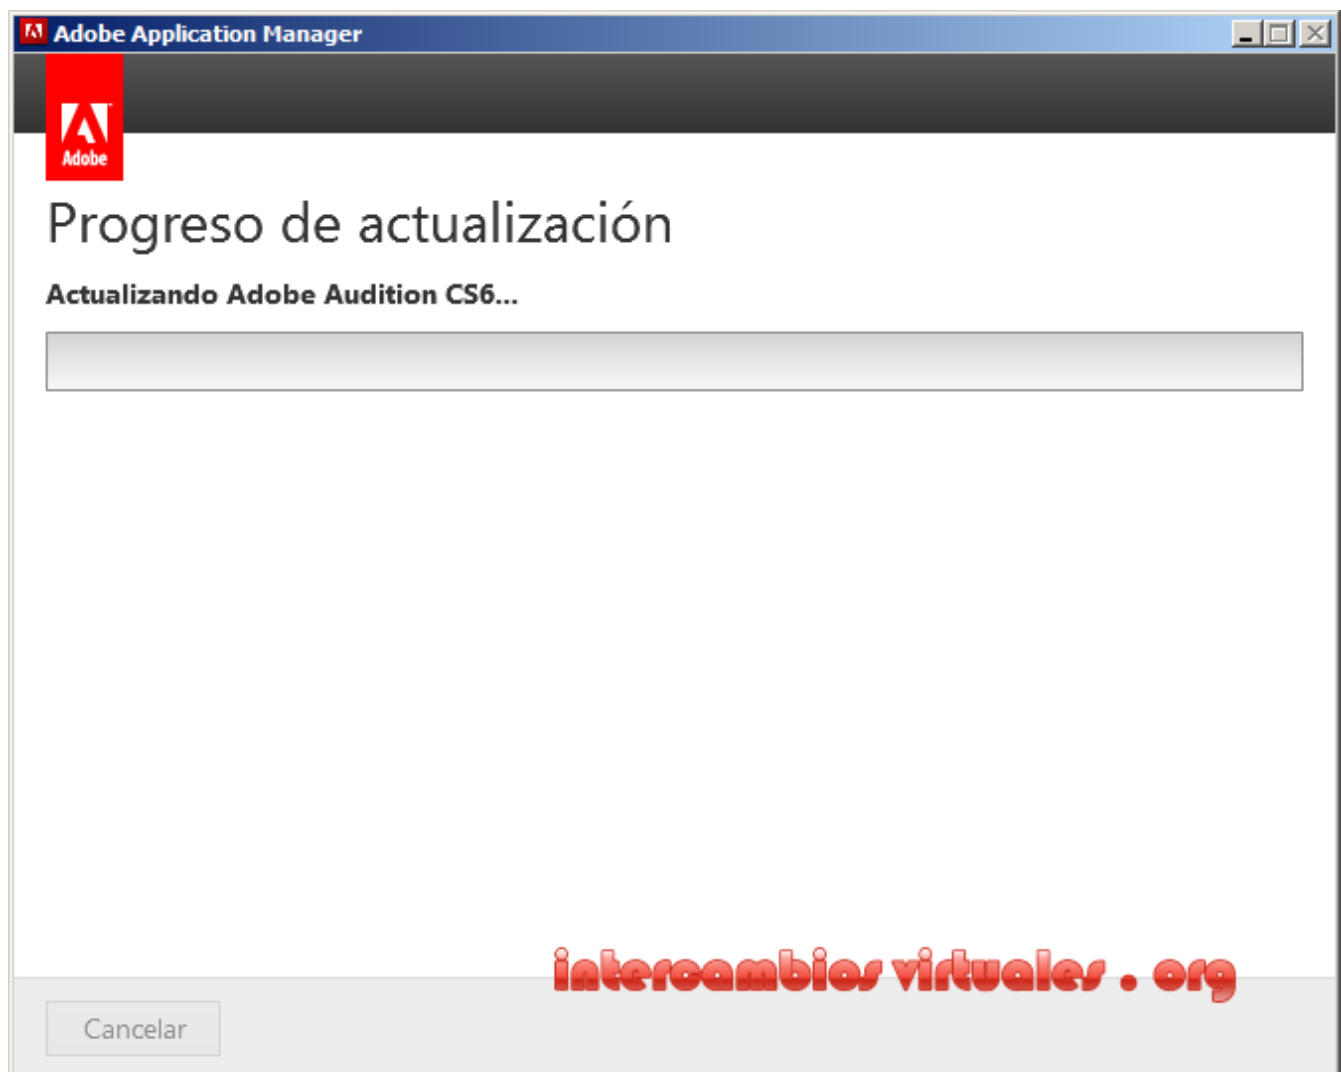 Adobe Application Manager
Adobe
Progreso de actualización
Actualizando Adobe Audition CS6...
intercambios virtuales . org
Cancelar